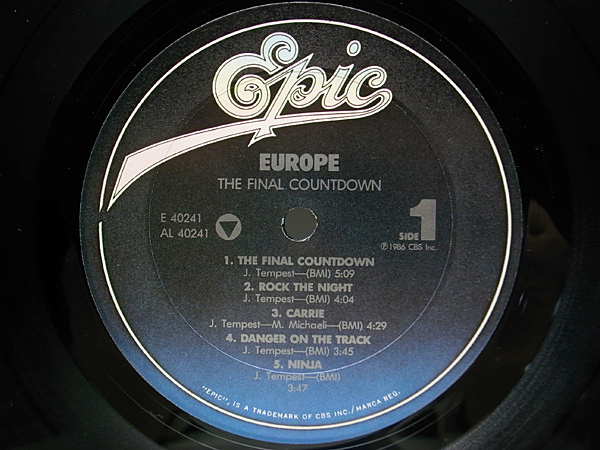 Epic
EUROPE
THE FINAL COUNTDOWN
E 40241
AL 40241
SIDE 1
℗1986 CBS Inc.
1. THE FINAL COUNTDOWN
J. Tempest—(BMI) 5:09
2. ROCK THE NIGHT
J. Tempest—(BMI) 4:04
3. CARRIE
J. Tempest—M. Michaeli—(BMI) 4:29
4. DANGER ON THE TRACK
J. Tempest—(BMI) 3:45
5. NINJA
J. Tempest—(BMI)
3:47
"EPIC", IS A TRADEMARK OF CBS INC./MARCA REG.